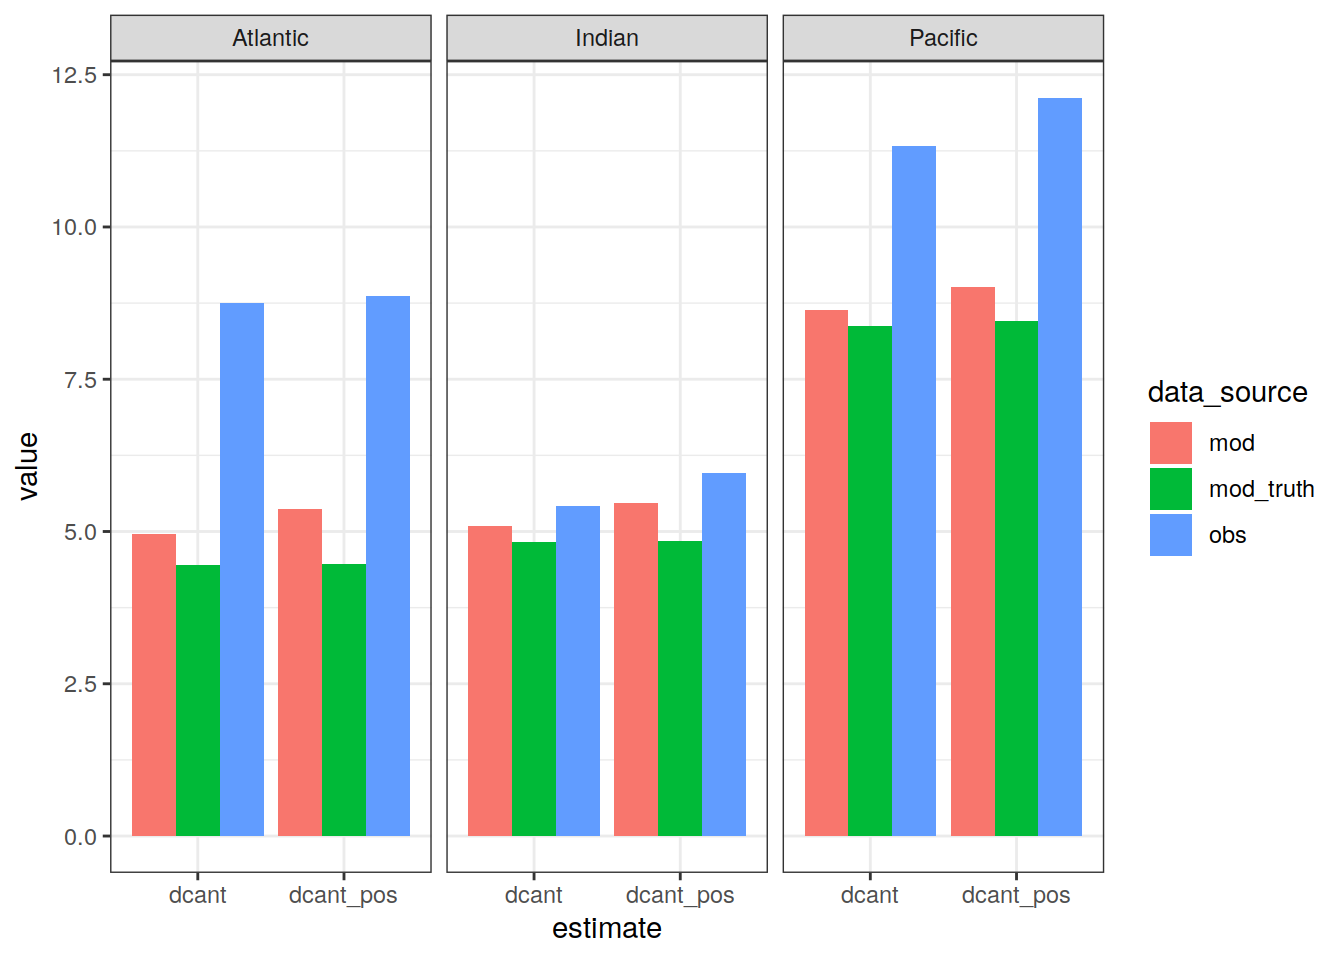 Atlantic Indian Pacific
12.5
10.0
7.5
5.0
2.5
0.0
value
dcant dcant_pos dcant dcant_pos dcant dcant_pos
estimate
data_source
mod
mod_truth
obs